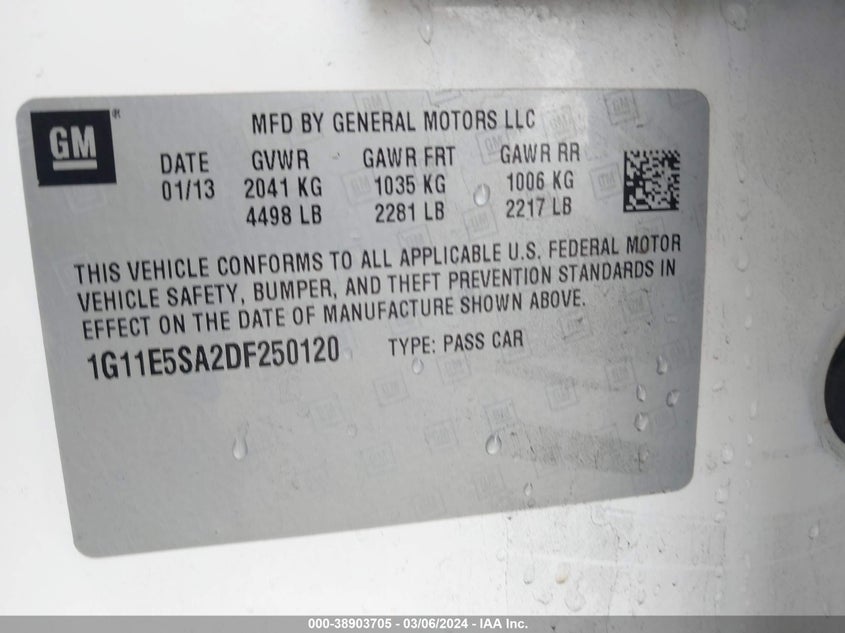 GM
MFD BY GENERAL MOTORS LLC
DATE GVWR GAWR FRT GAWR RR
01/13 2041 KG 1035 KG 1006 KG
4498 LB 2281 LB 2217 LB
THIS VEHICLE CONFORMS TO ALL APPLICABLE U.S. FEDERAL MOTOR
VEHICLE SAFETY, BUMPER, AND THEFT PREVENTION STANDARDS IN
EFFECT ON THE DATE OF MANUFACTURE SHOWN ABOVE.
1G11E5SA2DF250120 TYPE: PASS CAR
000-38903705 - 03/06/2024 - IAA Inc.